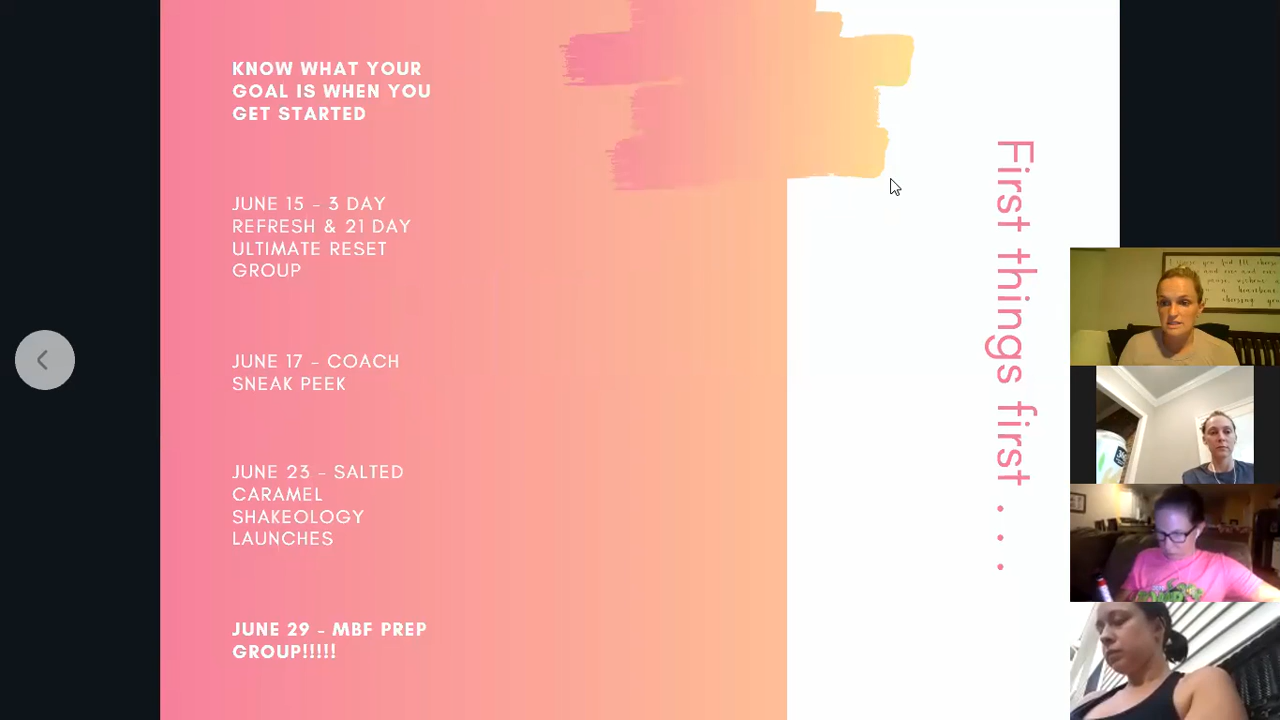 KNOW WHAT YOUR
GOAL IS WHEN YOU
GET STARTED
JUNE 15 - 3 DAY
REFRESH & 21 DAY
ULTIMATE RESET
GROUP
JUNE 17 - COACH
SNEAK PEEK
JUNE 23 - SALTED
CARAMEL
SHAKEOLOGY
LAUNCHES
JUNE 29 - MBF PREP
GROUP!!!!!
First things first . . .